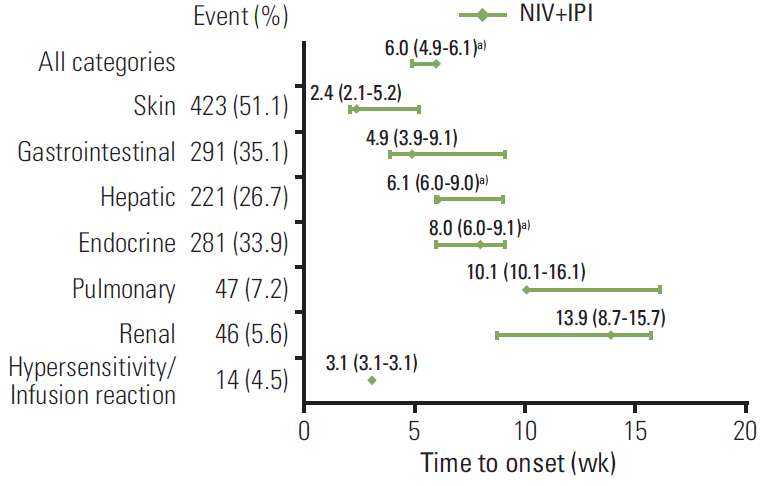 Event (%)
NIV+IPI
All categories
6.0 (4.9-6.1)a)
Skin 423 (51.1)
2.4 (2.1-5.2)
Gastrointestinal 291 (35.1)
4.9 (3.9-9.1)
Hepatic 221 (26.7)
6.1 (6.0-9.0)a)
Endocrine 281 (33.9)
8.0 (6.0-9.1)a)
Pulmonary 47 (7.2)
10.1 (10.1-16.1)
Renal 46 (5.6)
13.9 (8.7-15.7)
Hypersensitivity/
Infusion reaction
14 (4.5)
3.1 (3.1-3.1)
0 5 10 15 20
Time to onset (wk)